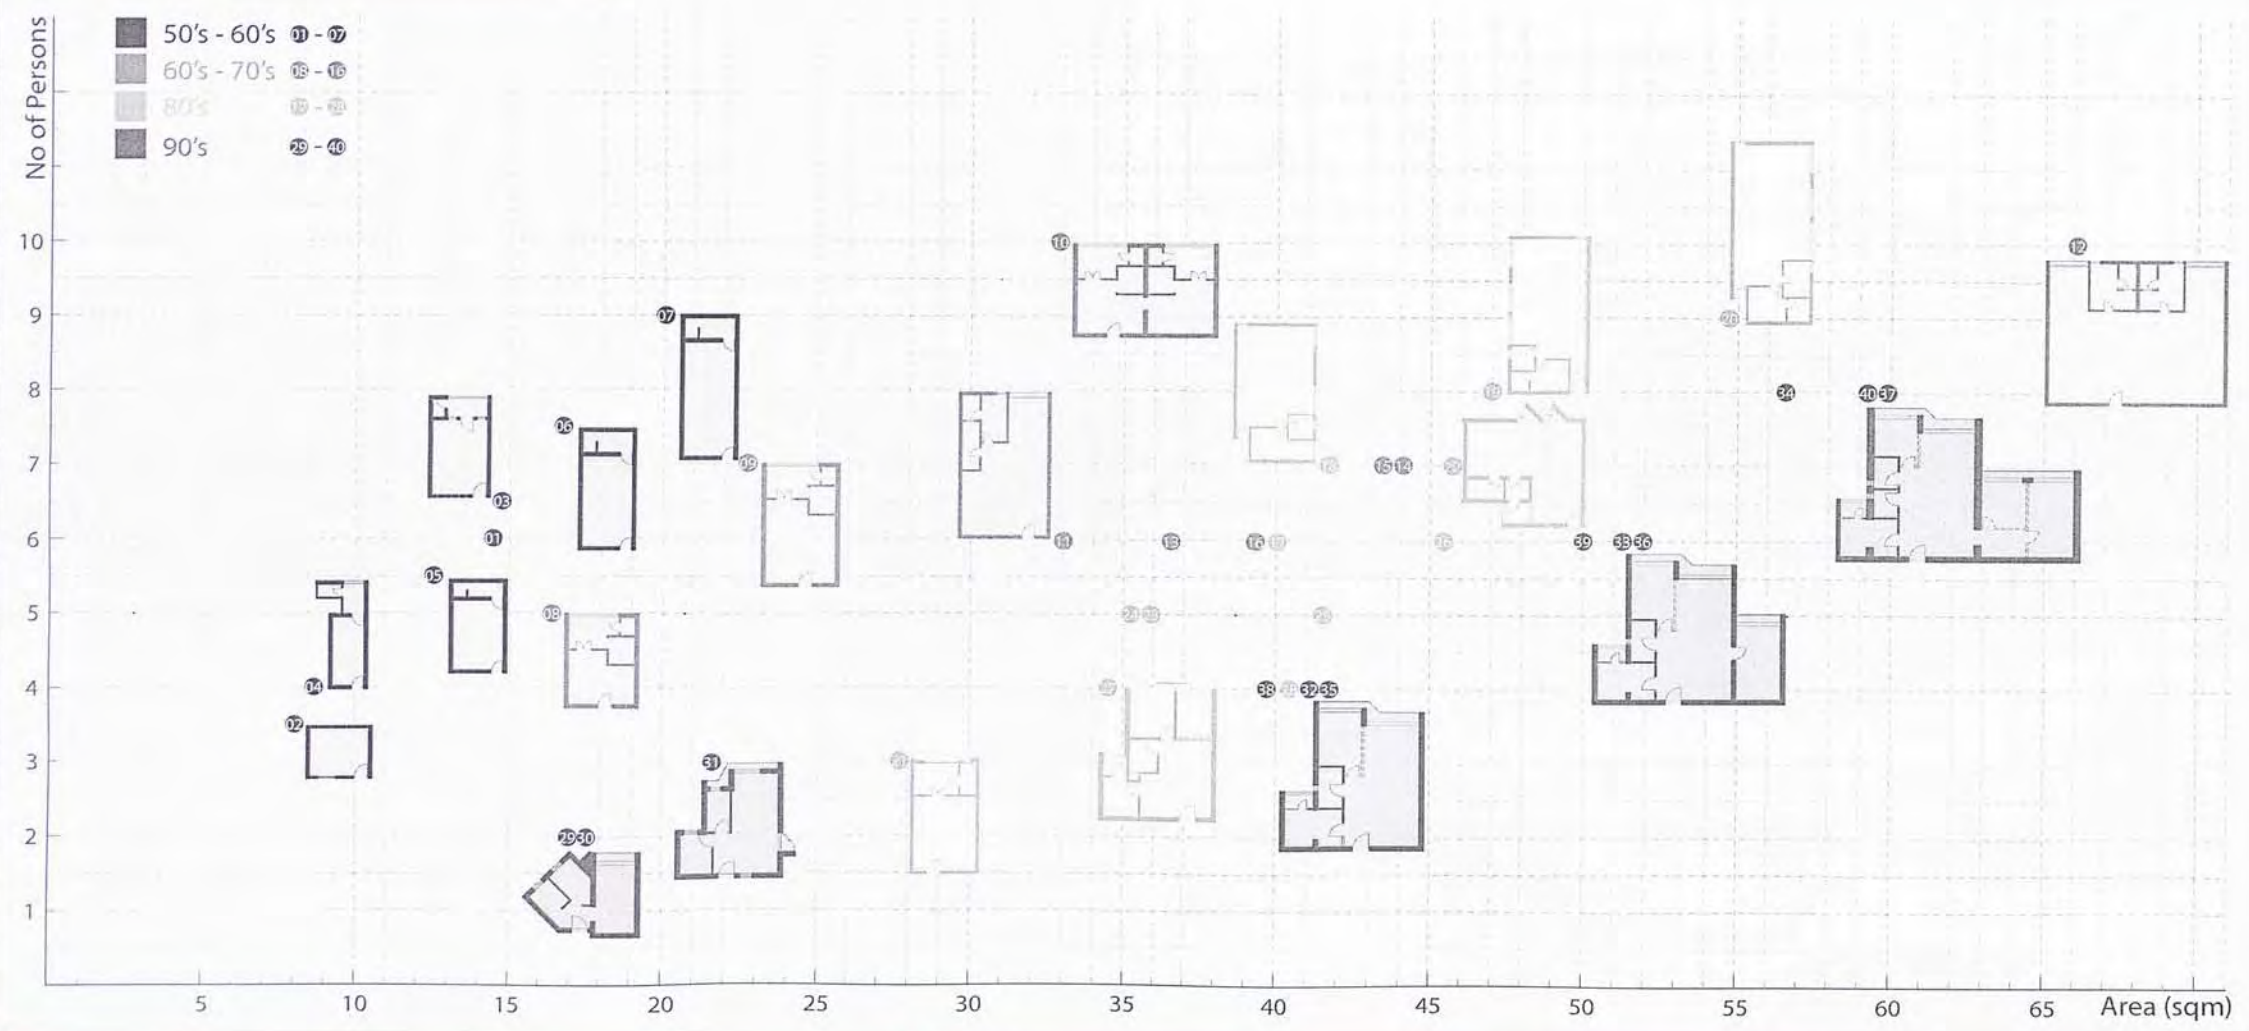 No of Persons
50's - 60's 01 - 07
60's - 70's 08 - 16
80's
90's 29 - 40
10 10 12
9 07
8 34 40 37
06
7 09 15 14
03
6 01 11 13 16 39 33 36
05
5 08
4 04 38 32 35
02
3 31
2 29 30
1
5 10 15 20 25 30 35 40 45 50 55 60 65 Area (sqm)